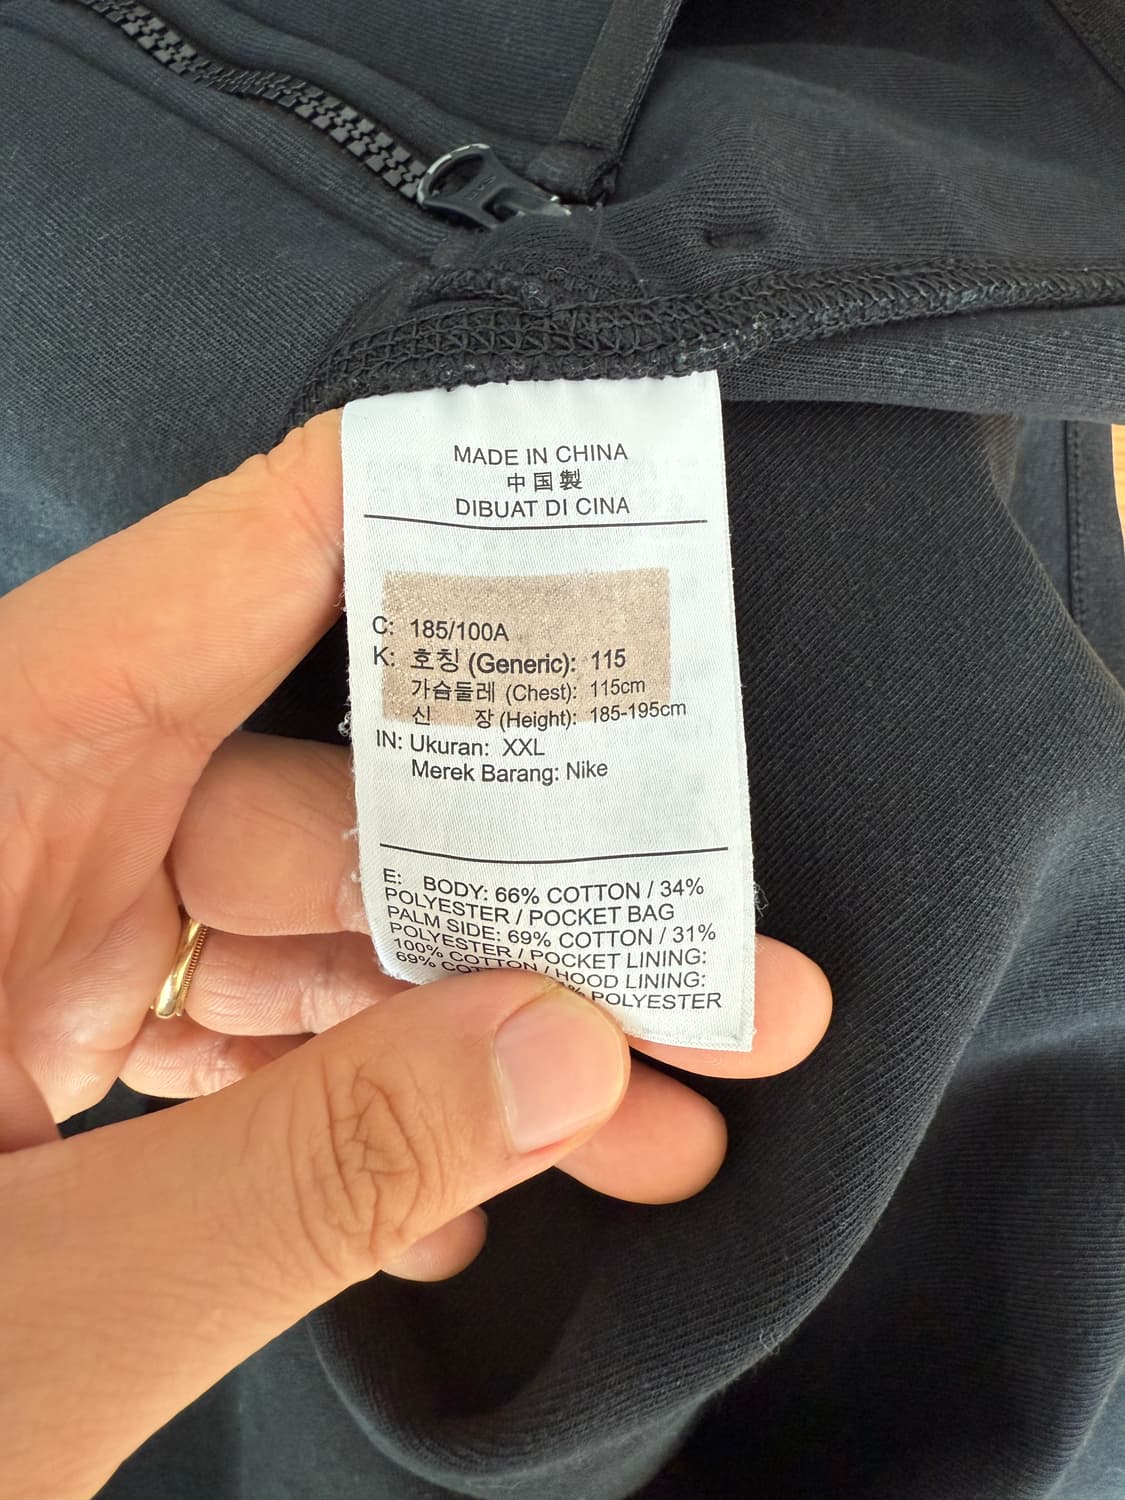 MADE IN CHINA
中国製
DIBUAT DI CINA
C: 185/100A
K: 호칭 (Generic): 115
가슴둘레 (Chest): 115cm
신 장 (Height): 185-195cm
IN: Ukuran: XXL
Merek Barang: Nike
E: BODY: 66% COTTON / 34%
POLYESTER / POCKET BAG
PALM SIDE: 69% COTTON / 31%
POLYESTER / POCKET LINING:
100% COTTON / HOOD LINING:
69% POLYESTER